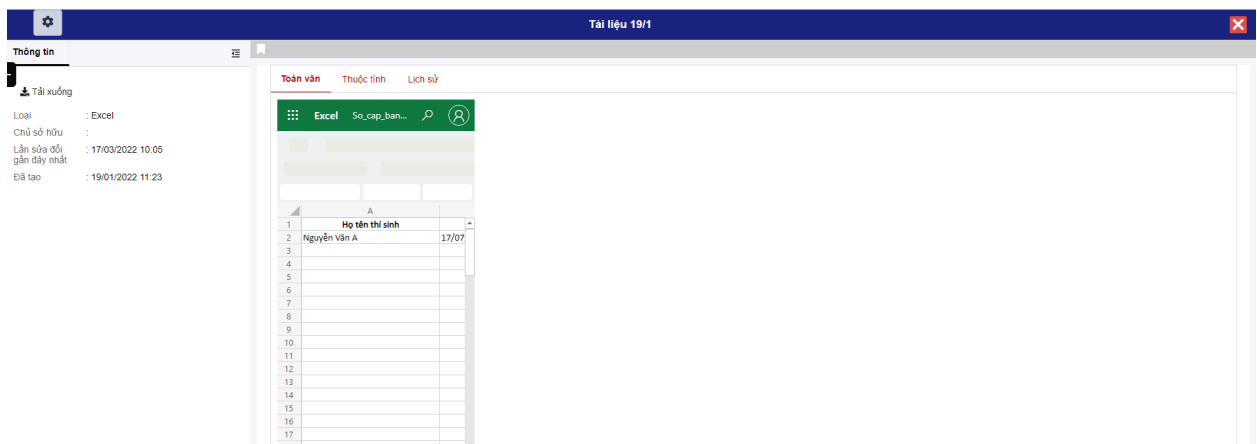 Tài liệu 19/1
Thông tin
Tải xuống
Loại : Excel
Chủ sở hữu :
Lần sửa đổi gần đây nhất : 17/03/2022 10:05
Đã tạo : 19/01/2022 11:23
Toàn văn Thuộc tính Lịch sử
Excel So_cap_ban...
A
1 Họ tên thí sinh
2 Nguyễn Văn A 17/07
3
4
5
6
7
8
9
10
11
12
13
14
15
16
17